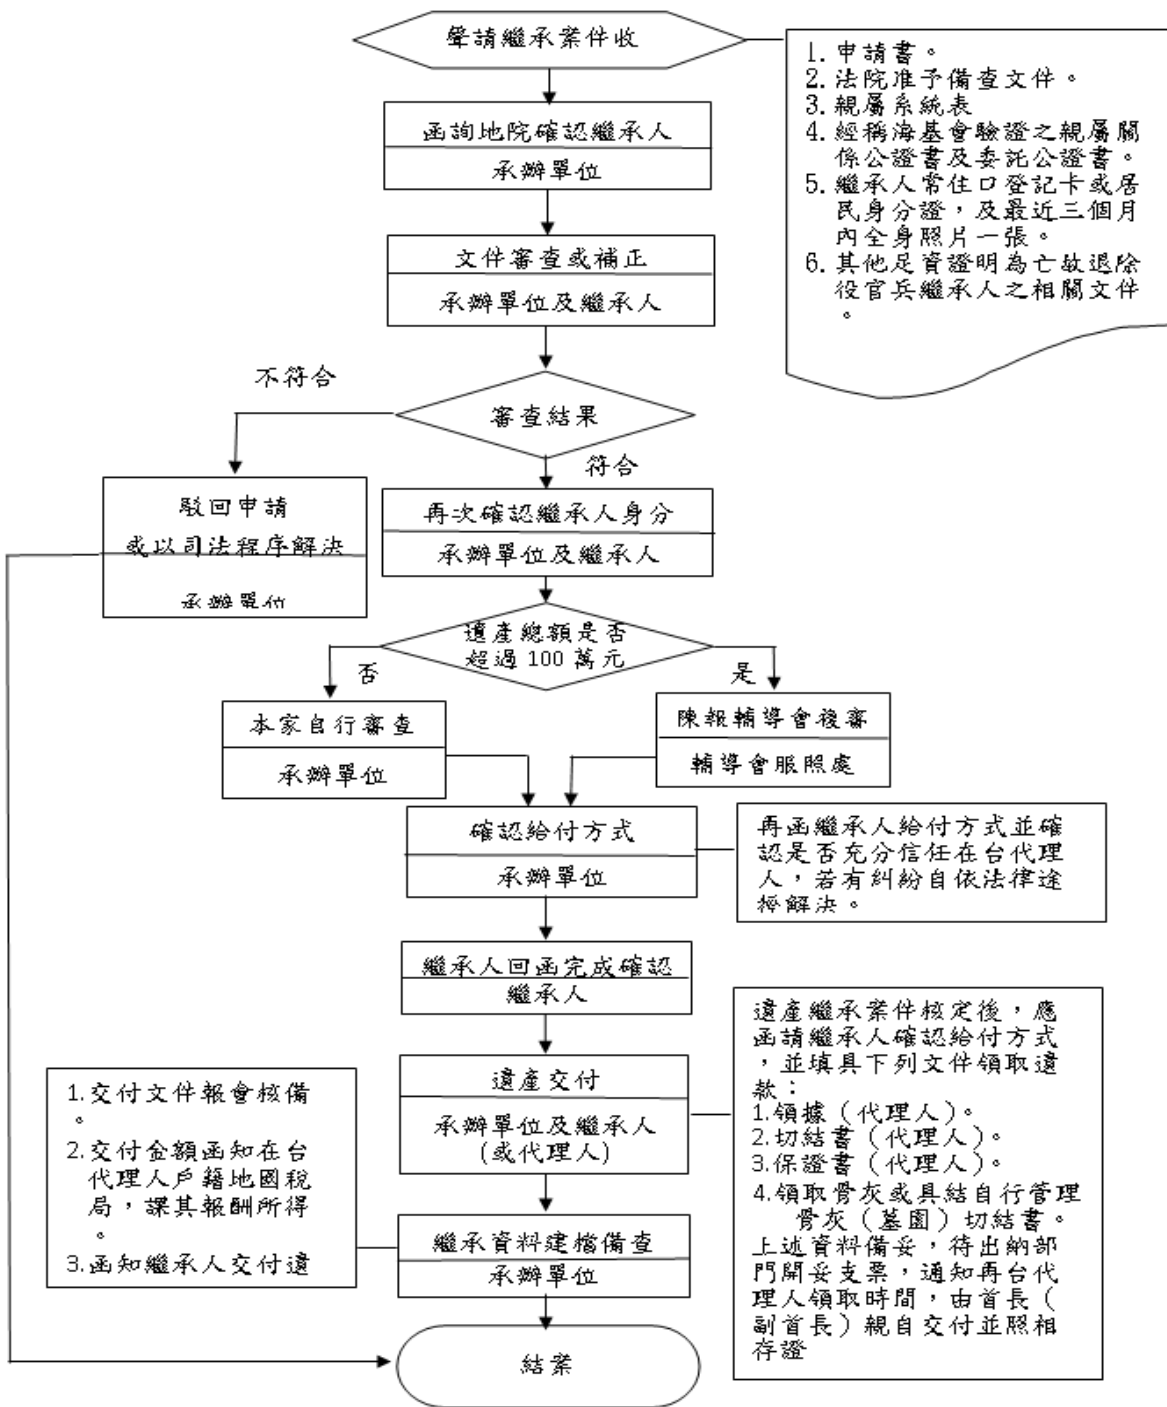 聲請繼承案件收
1. 申請書。
2. 法院准予備查文件。
3. 親屬系統表
4. 經稱海基會驗證之親屬關
係公證書及委託公證書。
5. 繼承人常住口登記卡或居
民身分證，及最近三個月
內全身照片一張。
6. 其他足資證明為亡故退除
役官兵繼承人之相關文件
。
函詢地院確認繼承人
承辦單位
文件審查或補正
承辦單位及繼承人
審查結果
不符合
符合
駁回申請
或以司法程序解決
承辦單位
再次確認繼承人身分
承辦單位及繼承人
遺產總額是否
超過 100 萬元
否
是
本家自行審查
承辦單位
陳報輔導會後審
輔導會服照處
確認給付方式
承辦單位
再函繼承人給付方式並確
認是否充分信任在台代理
人，若有糾紛自依法律途
徑解決。
繼承人回函完成確認
繼承人
遺產交付
承辦單位及繼承人
(或代理人)
遺產繼承案件核定後，應
函請繼承人確認給付方式
，並填具下列文件領取遺
款：
1.領據（代理人）。
2.切結書（代理人）。
3.保證書（代理人）。
4.領取骨灰或具結自行管理
骨灰（墓園）切結書。
上述資料備妥，待出納部
門開妥支票，通知再台代
理人領取時間，由首長（
副首長）親自交付並照相
存證
1.交付文件報會核備
。
2.交付金額函知在台
代理人戶籍地國稅
局，課其報酬所得
。
3.函知繼承人交付遺
繼承資料建檔備查
承辦單位
結案